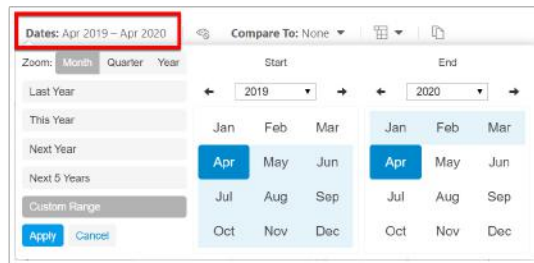 Dates: Apr 2019 – Apr 2020 Compare To: None
Zoom: Month Quarter Year Start End
Last Year 2019 2020
This Year Jan Feb Mar Jan Feb Mar
Next Year Apr May Jun Apr May Jun
Next 5 Years Jul Aug Sep Jul Aug Sep
Custom Range
Apply Cancel Oct Nov Dec Oct Nov Dec